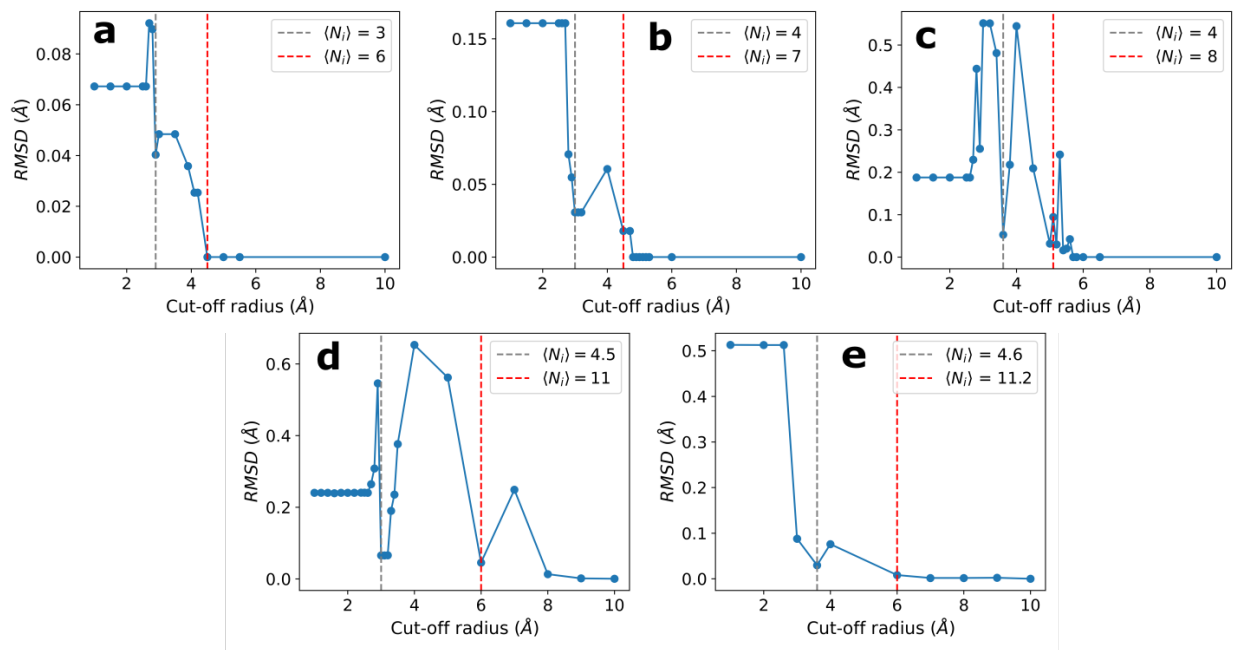 a
⟨Nᵢ⟩ = 3
⟨Nᵢ⟩ = 6
RMSD (Å)
0.08
0.06
0.04
0.02
0.00
2
4
6
8
10
Cut-off radius (Å)
b
⟨Nᵢ⟩ = 4
⟨Nᵢ⟩ = 7
RMSD (Å)
0.15
0.10
0.05
0.00
2
4
6
8
10
Cut-off radius (Å)
c
⟨Nᵢ⟩ = 4
⟨Nᵢ⟩ = 8
RMSD (Å)
0.5
0.4
0.3
0.2
0.1
0.0
2
4
6
8
10
Cut-off radius (Å)
d
⟨Nᵢ⟩ = 4.5
⟨Nᵢ⟩ = 11
RMSD (Å)
0.6
0.4
0.2
0.0
2
4
6
8
10
Cut-off radius (Å)
e
⟨Nᵢ⟩ = 4.6
⟨Nᵢ⟩ = 11.2
RMSD (Å)
0.5
0.4
0.3
0.2
0.1
0.0
2
4
6
8
10
Cut-off radius (Å)